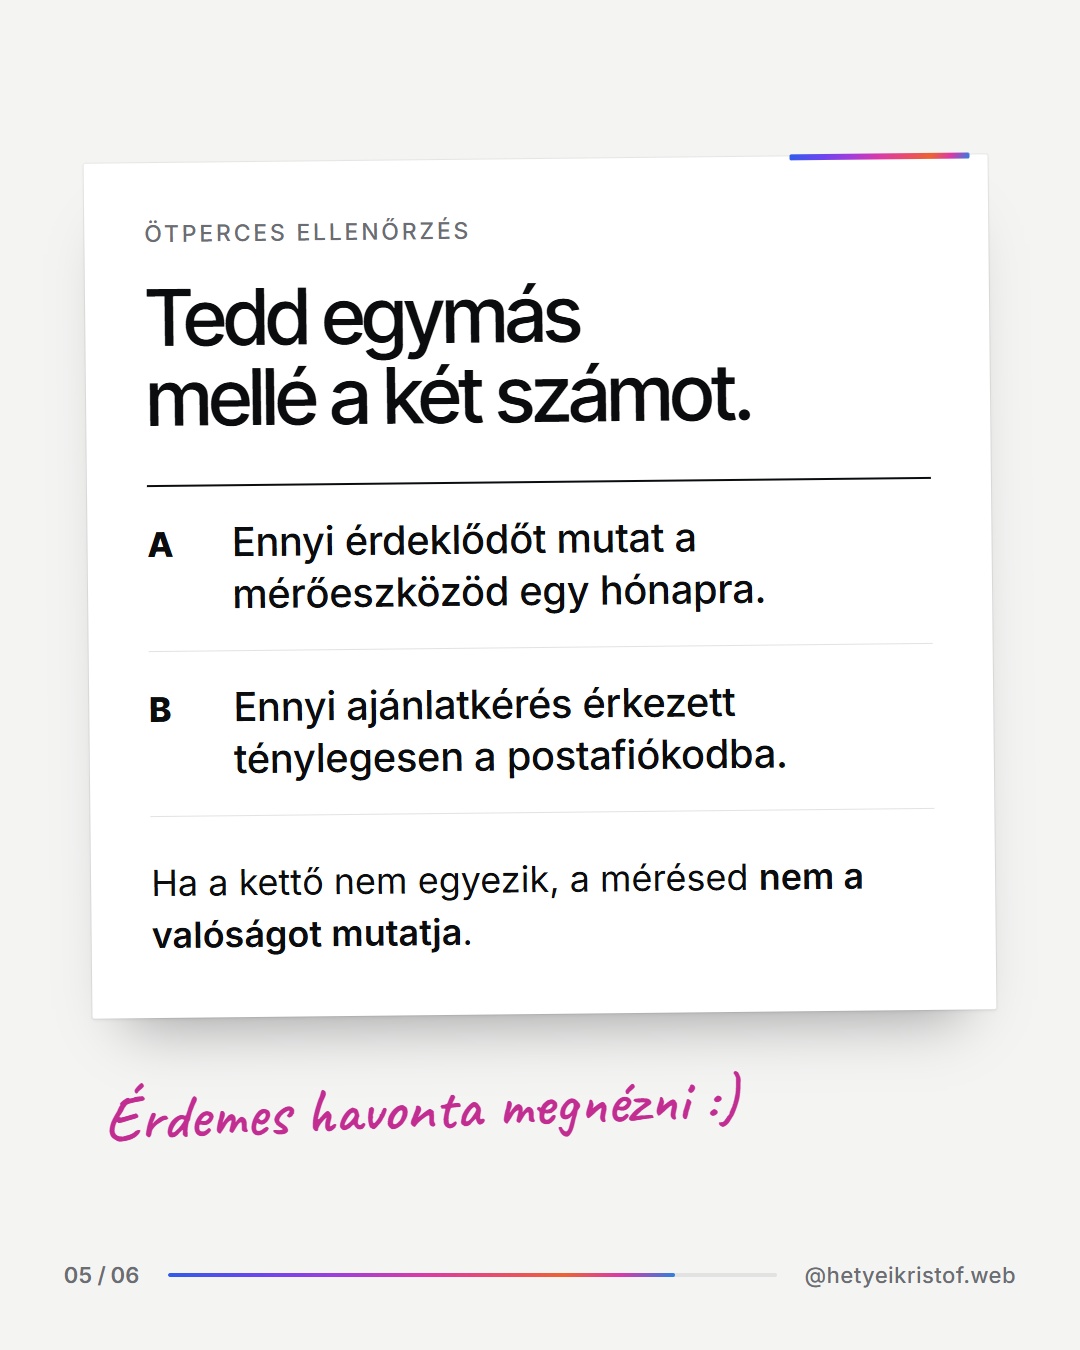 ÖTPERCES ELLENŐRZÉS
Tedd egymás
mellé a két számot.
A Ennyi érdeklődőt mutat a
mérőeszközöd egy hónapra.
B Ennyi ajánlatkérés érkezett
ténylegesen a postafiókodba.
Ha a kettő nem egyezik, a mérésed nem a
valóságot mutatja.
Érdemes havonta megnézni :)
05 / 06
@hetyeikristof.web